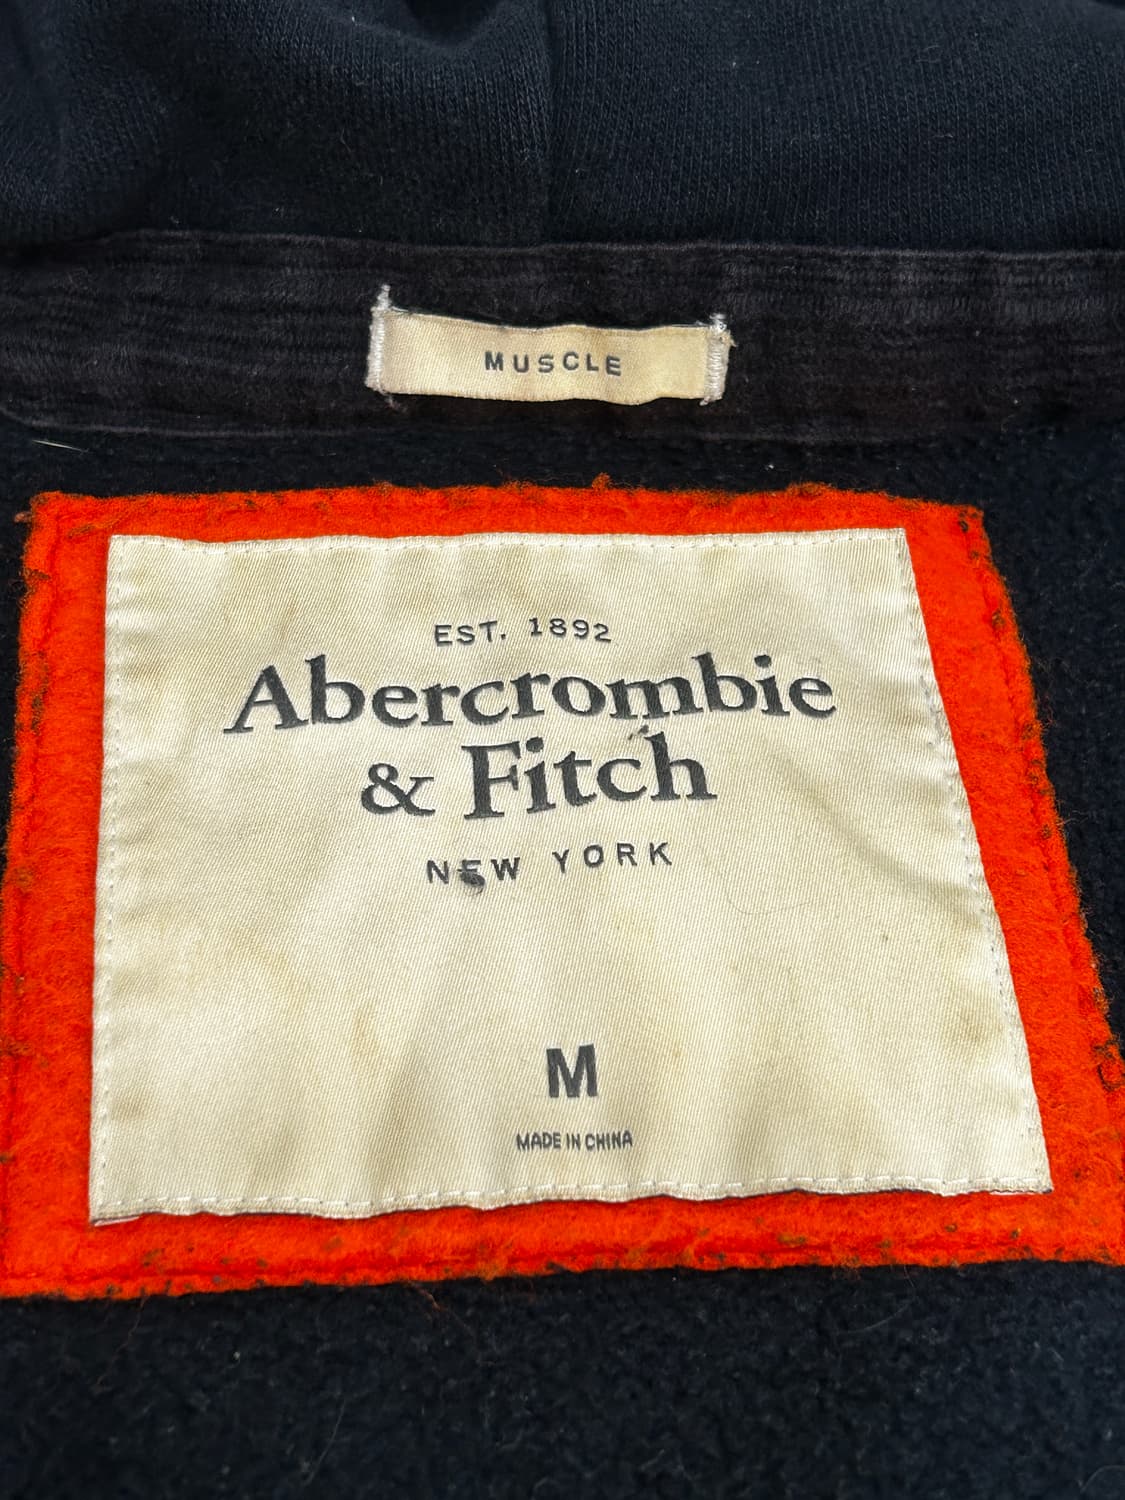 MUSCLE
EST. 1892
Abercrombie
& Fitch
NEW YORK
M
MADE IN CHINA